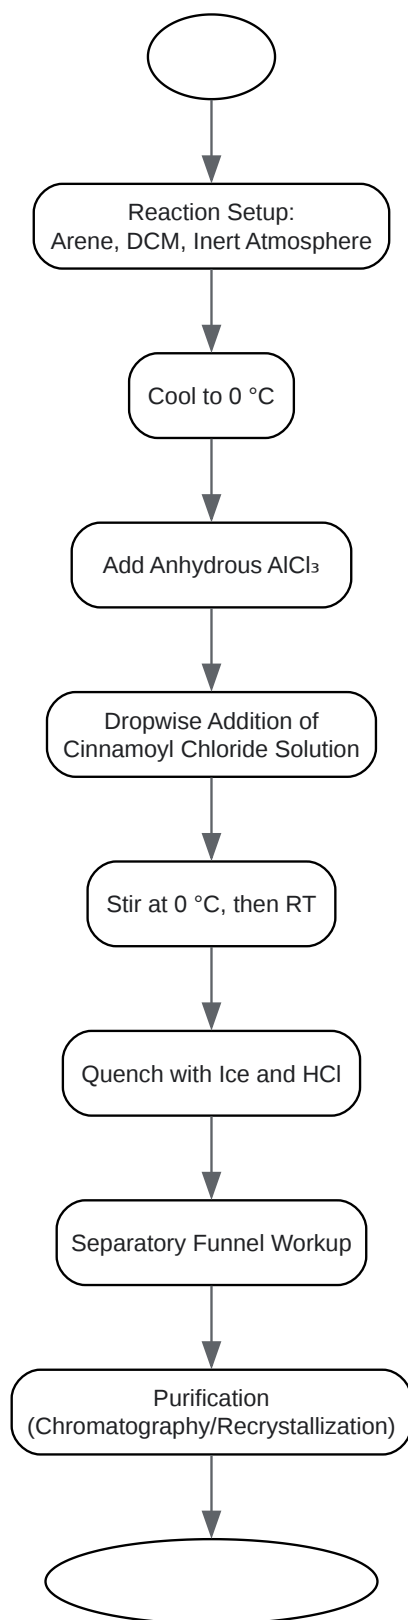 Reaction Setup:
Arene, DCM, Inert Atmosphere
Cool to 0 °C
Add Anhydrous AlCl₃
Dropwise Addition of
Cinnamoyl Chloride Solution
Stir at 0 °C, then RT
Quench with Ice and HCl
Separatory Funnel Workup
Purification
(Chromatography/Recrystallization)